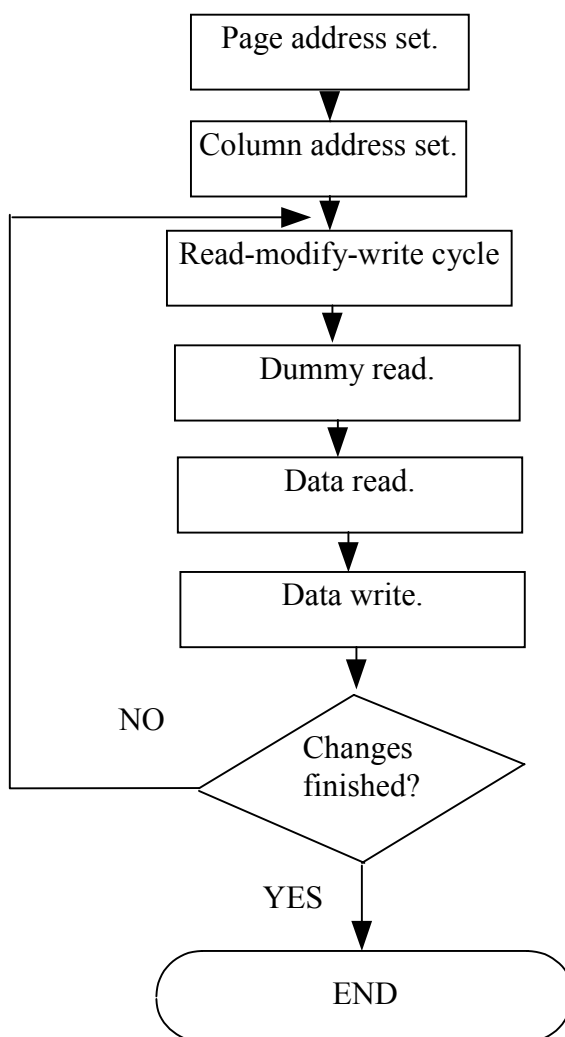 Page address set.
Column address set.
Read-modify-write cycle
Dummy read.
Data read.
Data write.
NO
Changes
finished?
YES
END